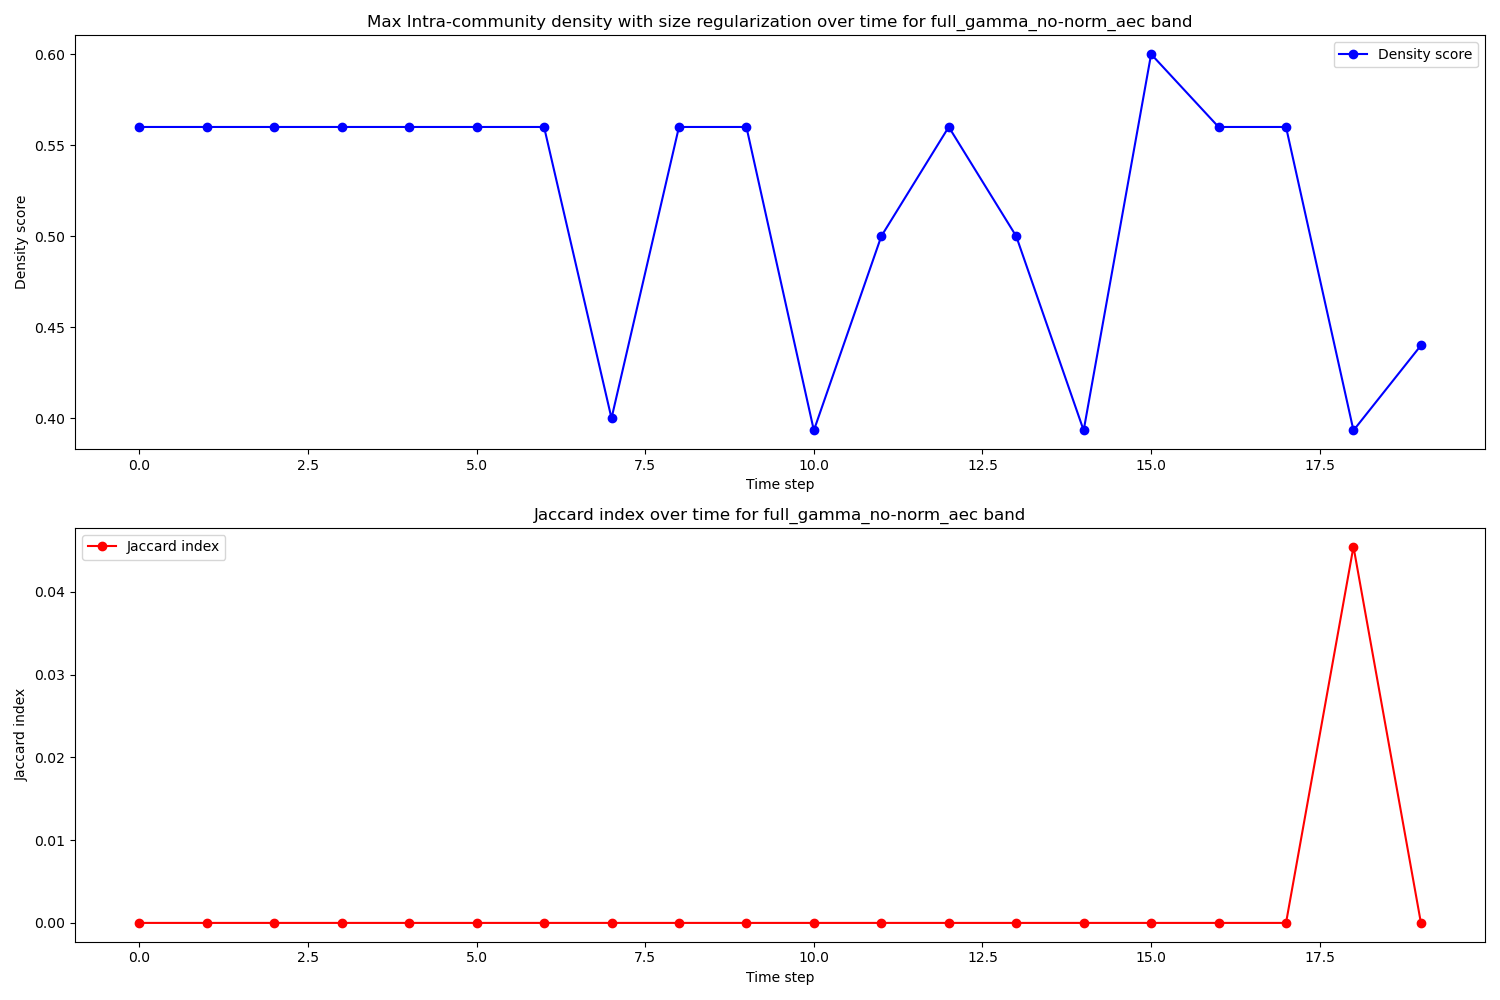 Max Intra-community density with size regularization over time for full_gamma_no-norm_aec band
Density score
0.60
0.55
0.50
0.45
0.40
Density score
0.0 2.5 5.0 7.5 10.0 12.5 15.0 17.5
Time step
Jaccard index over time for full_gamma_no-norm_aec band
Jaccard index
0.04
0.03
0.02
0.01
0.00
Jaccard index
0.0 2.5 5.0 7.5 10.0 12.5 15.0 17.5
Time step